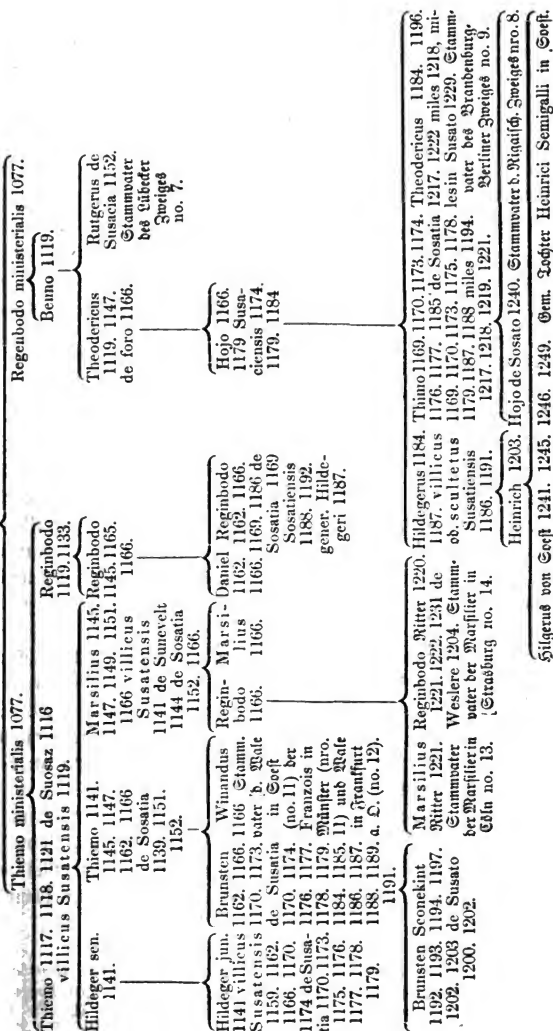 Thiemo ministerialis 1077.
Regenbodo ministerialis 1077.
Thiemo 1117. 1118. 1121 de Suosaz 1116
villicus Susatensis 1119.
Reginbodo
1119. 1133.
Benno 1119.
Hildeger sen.
1141.
Thiemo 1141.
1145. 1147.
1162. 1166
de Sosatia
1139. 1151.
1152.
Marsilius 1145.
1147. 1149. 1151.
1166 villicus
Susatensis
1141 de Sunevelt
1144 de Sosatia
1152. 1166.
Reginbodo
1145. 1165.
1166.
Theodericus
1119. 1147.
de foro 1166.
Rutgerus de
Susacia 1152.
Stammvater
des Lübecker
Zweiges
no. 7.
Hildeger jun.
1141 villicus
Susatensis
1159. 1162.
1166. 1170.
1174 de Susa-
tia 1170. 1173.
1175. 1176.
1177. 1178.
1179.
Brunsten
1162. 1166.
1170. 1173.
de Susatia
1170. 1174.
1176. 1177.
1178. 1179.
1184. 1185.
1186. 1187.
1188. 1189.
1191.
Winandus
1166 Stamm-
vater d. Wale
in Soest
(no. 11) der
Franzois in
Münster (nro.
11) und Wale
in Frankfurt
a. O. (no. 12).
Regin-
bodo
1166.
Marsi-
lius
1166.
Daniel
1162.
1166.
Reginbodo
1162. 1166.
1169. 1186 de
Sosatia 1169
Sosatiensis
1188. 1192.
gener. Hilde-
geri 1187.
Hojo 1166.
1179 Susa-
ciensis 1174.
1179. 1184
Brunsten Sconekint
1192. 1193. 1194. 1197.
1202. 1203 de Susato
1200. 1202.
Marsilius
Ritter 1221.
Stammvater
der Marsilier in
Cöln no. 13.
Reginbodo Ritter 1220.
1221. 1222. 1231 de
Weslere 1204. Stamm-
vater der Marsilier in
Strasburg no. 14.
Hildegerus 1184.
1187. villicus
ob. scultetus
Susatiensis
1186. 1191.
Thimo 1169. 1170. 1173. 1174.
1176. 1177. 1185 de Sosatia
1169. 1170. 1173. 1175. 1178.
1179. 1187. 1188 miles 1194.
1217. 1218. 1219. 1221.
Theodericus 1184. 1196.
1217. 1222 miles 1218, mi-
les in Susato 1229. Stamm-
vater des Brandenburg-
Berliner Zweiges no. 9.
Heinrich 1203.
Hojo de Sosato 1240. Stammvater d. Rigaisch. Zweiges nro. 8.
Hilgerus von Soest 1241. 1245. 1246. 1249. Gem. Tochter Heinrici Semigalli in Soest.